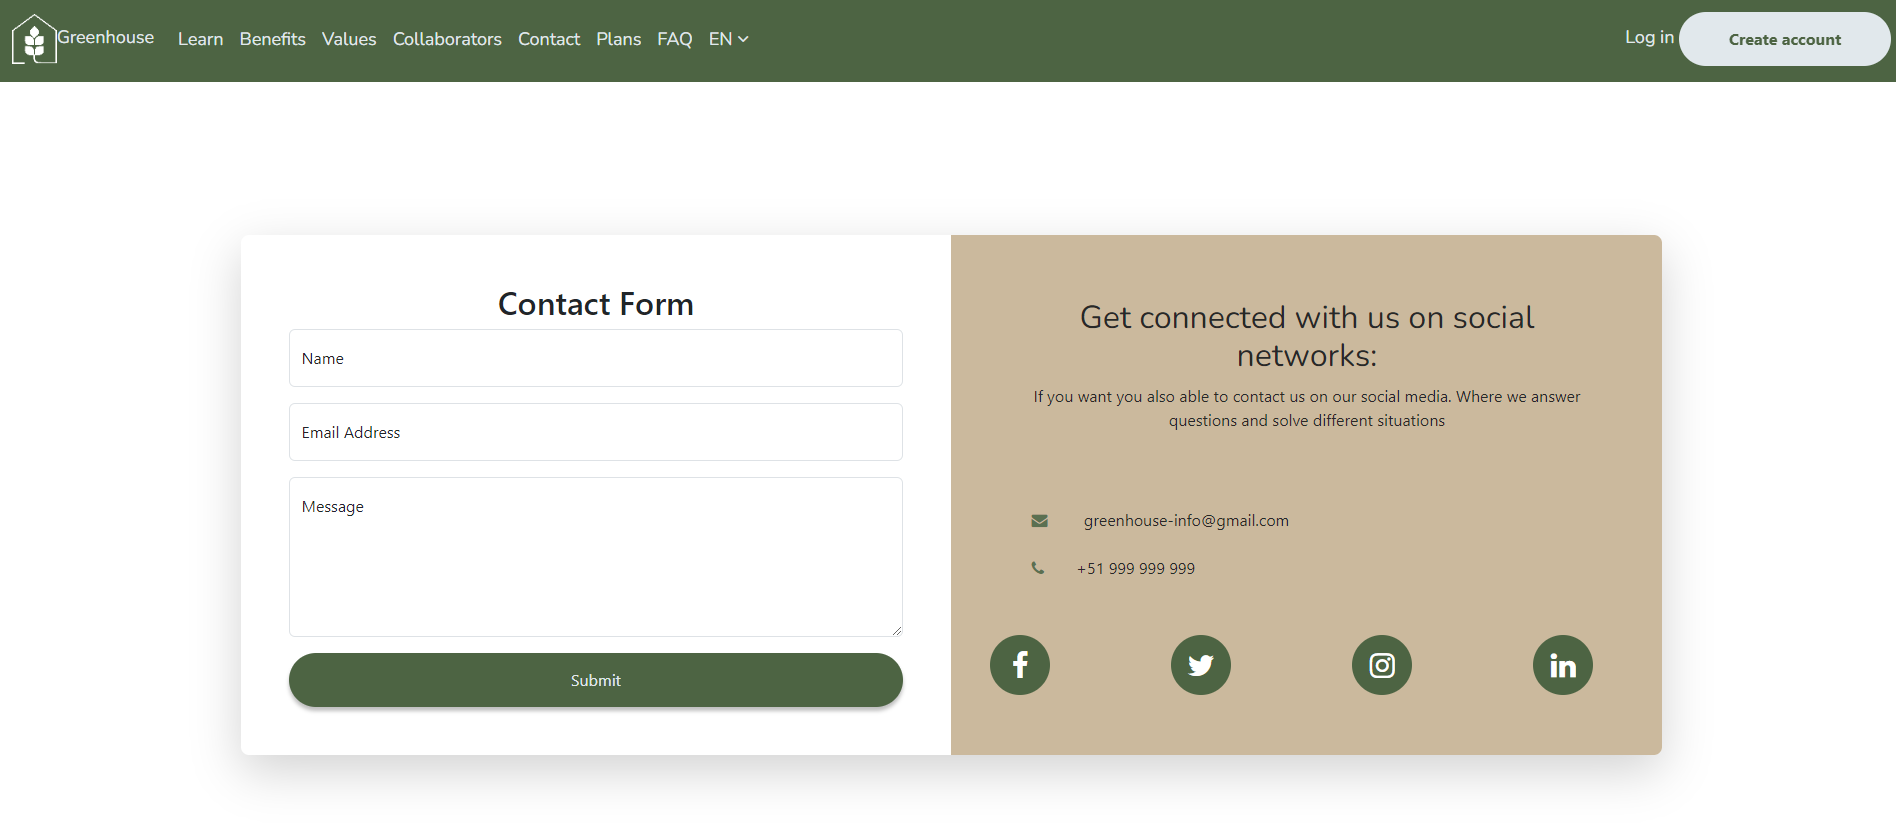 Greenhouse Learn Benefits Values Collaborators Contact Plans FAQ EN Log in Create account
Contact Form
Name
Email Address
Message
Submit
Get connected with us on social
networks:
If you want you also able to contact us on our social media. Where we answer
questions and solve different situations
greenhouse-info@gmail.com
+51 999 999 999